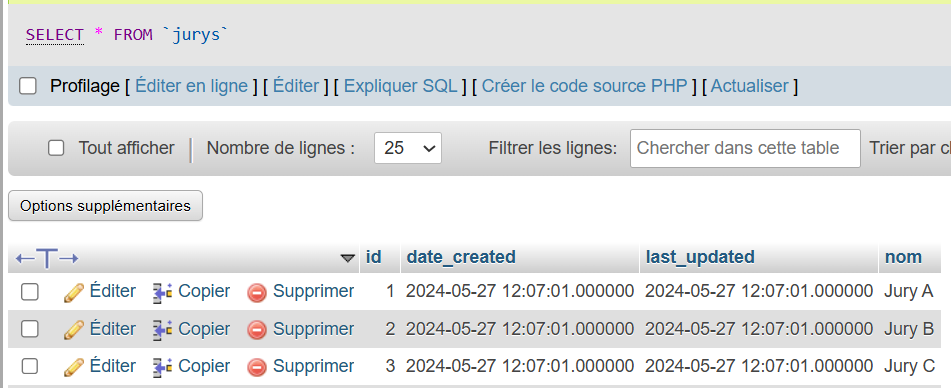 SELECT * FROM `jurys`
Profilage [ Éditer en ligne ] [ Éditer ] [ Expliquer SQL ] [ Créer le code source PHP ] [ Actualiser ]
Tout afficher Nombre de lignes : 25 Filtrer les lignes: Chercher dans cette table Trier par
Options supplémentaires
id date_created last_updated nom
Éditer Copier Supprimer 1 2024-05-27 12:07:01.000000 2024-05-27 12:07:01.000000 Jury A
Éditer Copier Supprimer 2 2024-05-27 12:07:01.000000 2024-05-27 12:07:01.000000 Jury B
Éditer Copier Supprimer 3 2024-05-27 12:07:01.000000 2024-05-27 12:07:01.000000 Jury C